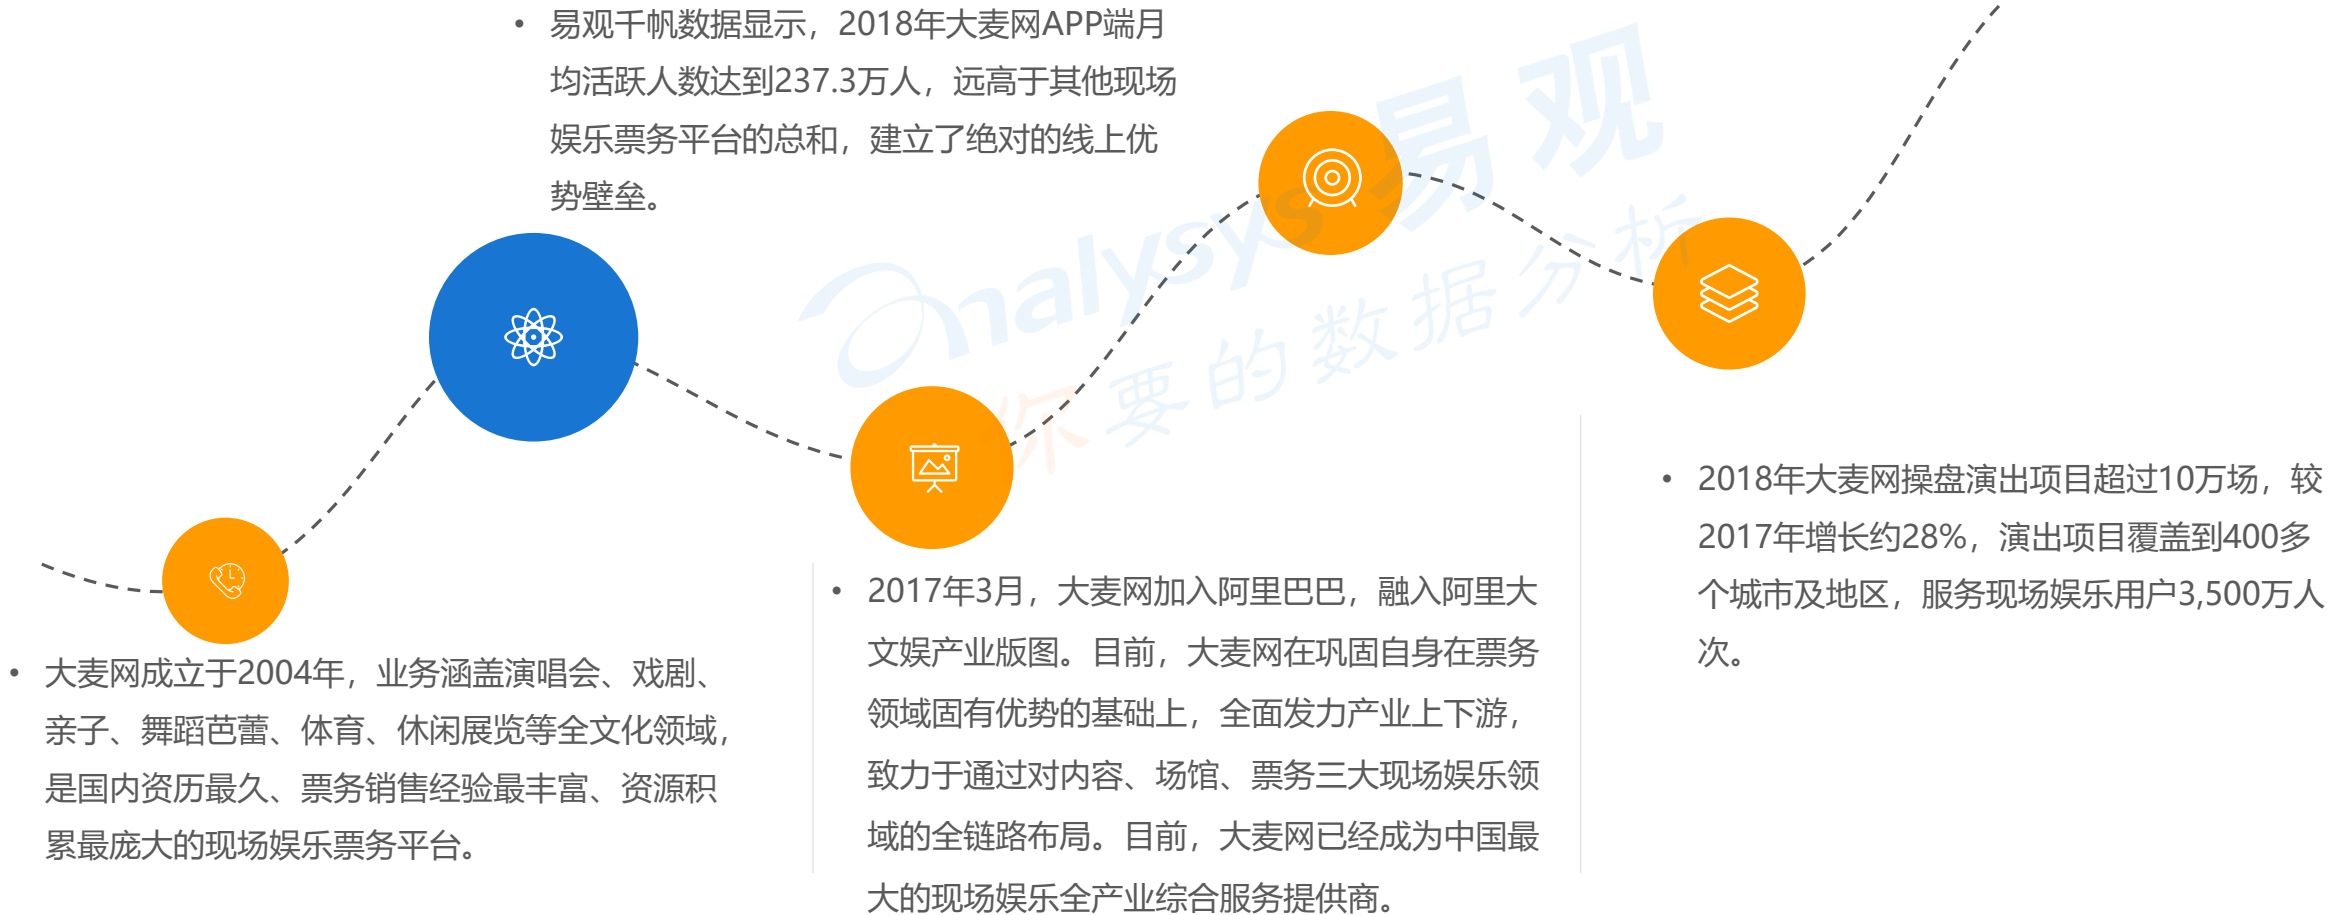 • 易观千帆数据显示，2018年大麦网APP端月
均活跃人数达到237.3万人，远高于其他现场
娱乐票务平台的总和，建立了绝对的线上优
势壁垒。
analysys 易观
你要的数据分析
• 大麦网成立于2004年，业务涵盖演唱会、戏剧、
亲子、舞蹈芭蕾、体育、休闲展览等全文化领域，
是国内资历最久、票务销售经验最丰富、资源积
累最庞大的现场娱乐票务平台。
• 2017年3月，大麦网加入阿里巴巴，融入阿里大
文娱产业版图。目前，大麦网在巩固自身在票务
领域固有优势的基础上，全面发力产业上下游，
致力于通过对内容、场馆、票务三大现场娱乐领
域的全链路布局。目前，大麦网已经成为中国最
大的现场娱乐全产业综合服务提供商。
• 2018年大麦网操盘演出项目超过10万场，较
2017年增长约28%，演出项目覆盖到400多
个城市及地区，服务现场娱乐用户3,500万人
次。